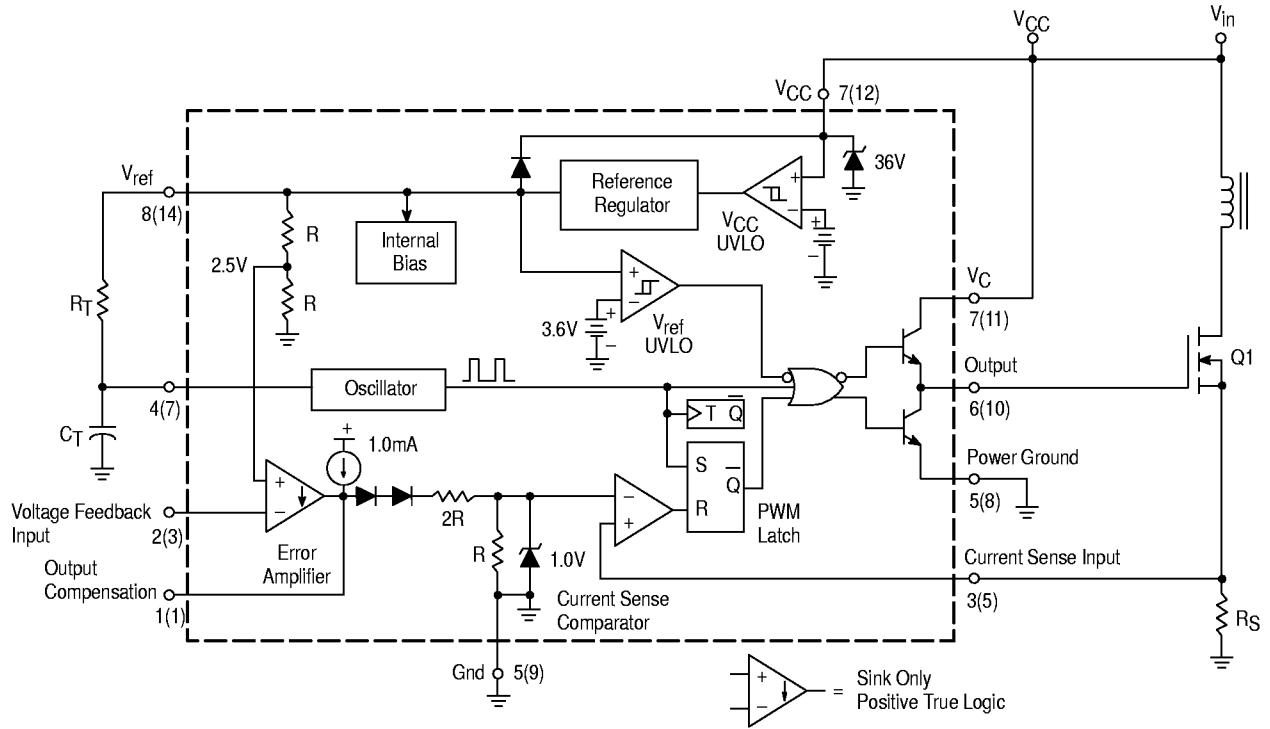 VCC
Vin
VCC 7(12)
Vref
8(14)
36V
Reference
Regulator
+
−
VCC
UVLO
+
−
R
Internal
Bias
2.5V
R
RT
+
−
3.6V
+
−
Vref
UVLO
VC
7(11)
Q1
Output
6(10)
Oscillator
4(7)
CT
T Q
+
1.0mA
S
Q
R
PWM
Latch
Power Ground
5(8)
+
−
−
+
Voltage Feedback
Input
2(3)
2R
Error
Amplifier
R
1.0V
Output
Compensation
1(1)
Current Sense
Comparator
Current Sense Input
3(5)
RS
Gnd 5(9)
+
−
= Sink Only
Positive True Logic